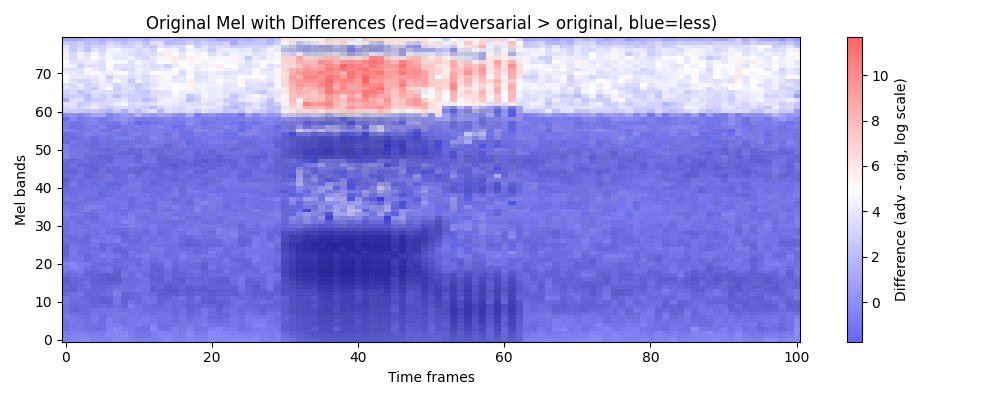 Original Mel with Differences (red=adversarial > original, blue=less)
Mel bands
70
60
50
40
30
20
10
0
0 20 40 60 80 100
Time frames
10
8
6
4
2
0
Difference (adv - orig, log scale)